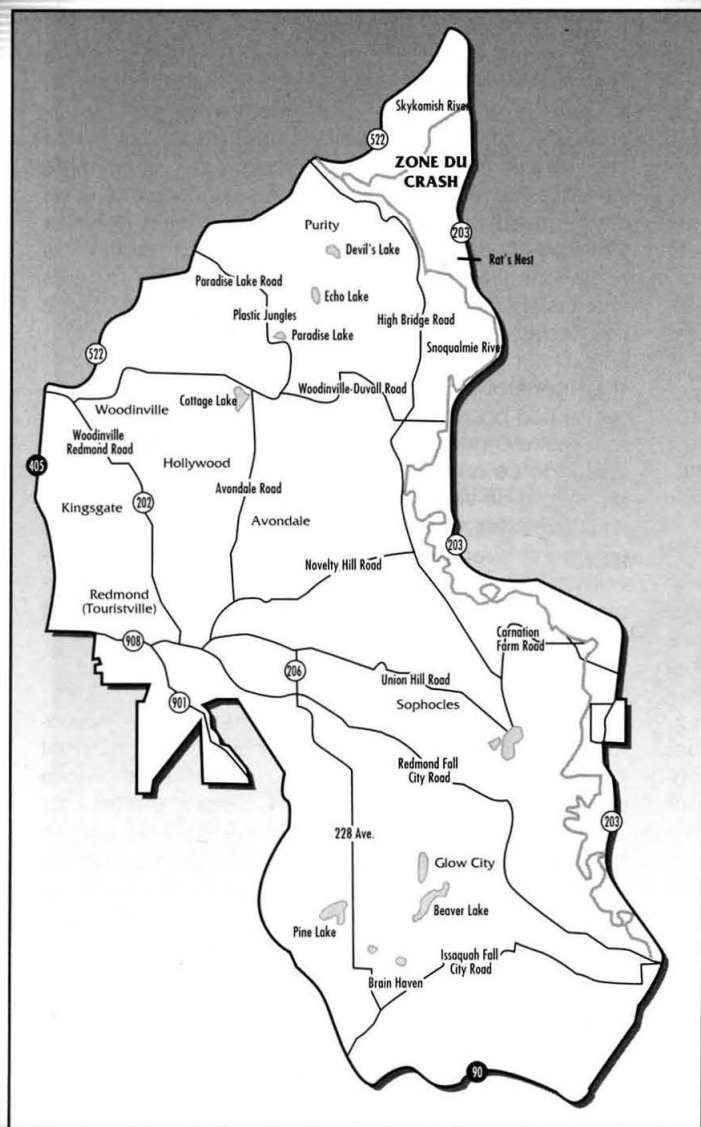 Skykomish River
522
ZONE DU
CRASH
203
Purity
Devil's Lake
Rat's Nest
Paradise Lake Road
Echo Lake
Plastic Jungles
High Bridge Road
Paradise Lake
Snoqualmie River
522
Woodinville-Duvall Road
Cottage Lake
Woodinville
Woodinville
Redmond Road
Hollywood
405
Avondale Road
202
Kingsgate
Avondale
203
Novelty Hill Road
Redmond
(Touristville)
Carnation
Farm Road
908
206
Union Hill Road
901
Sophocles
Redmond Fall
City Road
203
228 Ave.
Glow City
Beaver Lake
Pine Lake
Issaquah Fall
City Road
Brain Haven
90